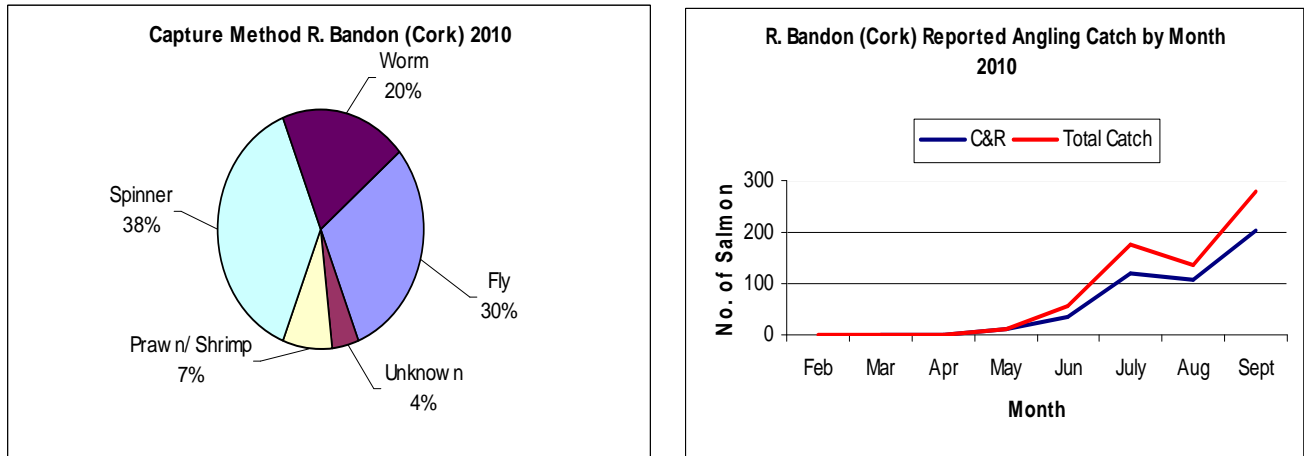 Capture Method R. Bandon (Cork) 2010
Worm
20%
Spinner
38%
Fly
30%
Prawn/ Shrimp
7%
Unknown
4%
R. Bandon (Cork) Reported Angling Catch by Month
2010
C&R
Total Catch
No. of Salmon
300
200
100
0
Feb Mar Apr May Jun July Aug Sept
Month